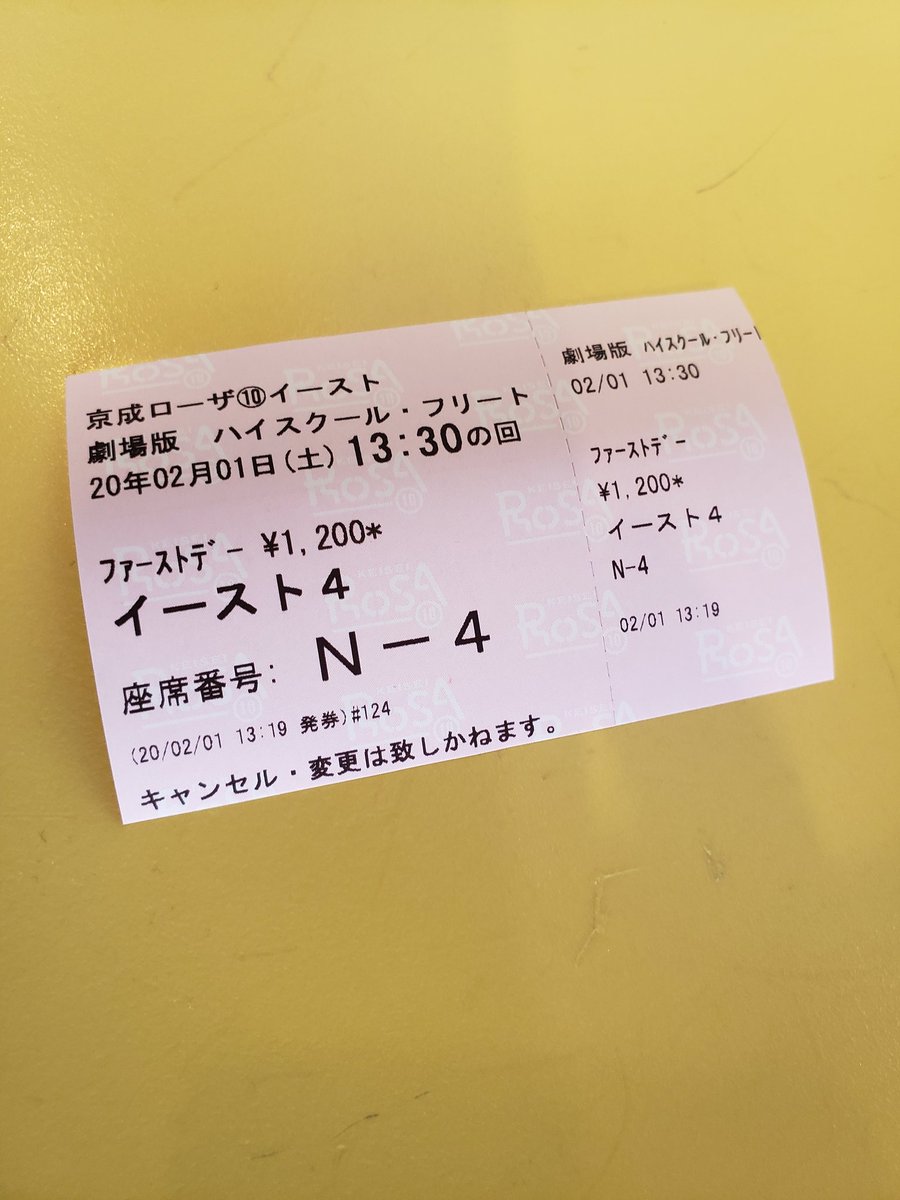 京成ローザ⑩イースト
劇場版　ハイスクール・フリート
20年02月01日(土) 13:30の回
ﾌｧｰｽﾄﾃﾞｰ ¥1,200*
イースト4
座席番号: N－4
(20/02/01 13:19 発券)#124
キャンセル・変更は致しかねます。
劇場版 ﾊｲｽｸｰﾙ・ﾌﾘｰﾄ
02/01 13:30
ﾌｧｰｽﾄﾃﾞｰ
¥1,200*
イースト4
N-4
02/01 13:19
KEISEI ROSA 10